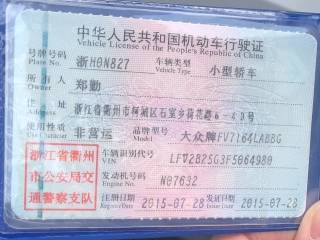 中华人民共和国机动车行驶证
Vehicle License of the People's Republic of China
号牌号码 浙H0N827 车辆类型 小型轿车
Plate No. Vehicle Type
所有人 郑勤
Owner
住址 浙江省衢州市柯城区石室乡荷花路6-40号
Address
使用性质 非营运 品牌型号 大众牌FV7164LABBG
浙江省衢州市公安局交通警察支队
车辆识别代号 LFV2B25G3F5064980
VIN
发动机号码 N07632
Engine No.
注册日期 2015-07-28 发证日期 2015-07-28
Register Date Issue Date